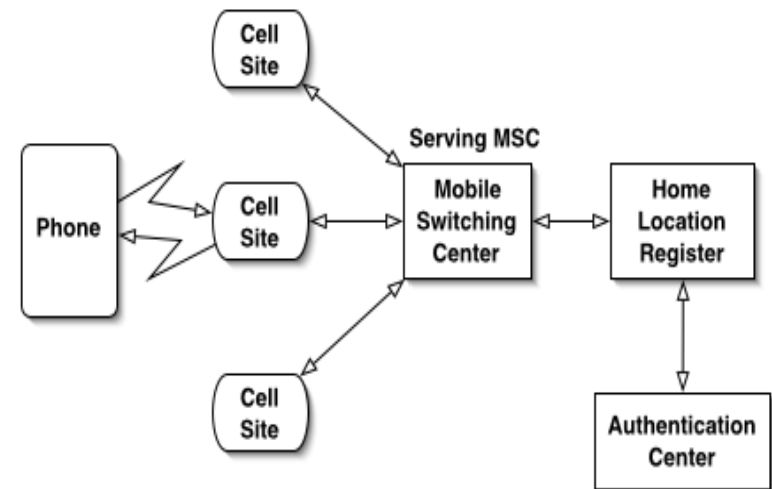 Cell
Site
Serving MSC
Phone
Cell
Site
Mobile
Switching
Center
Home
Location
Register
Cell
Site
Authentication
Center